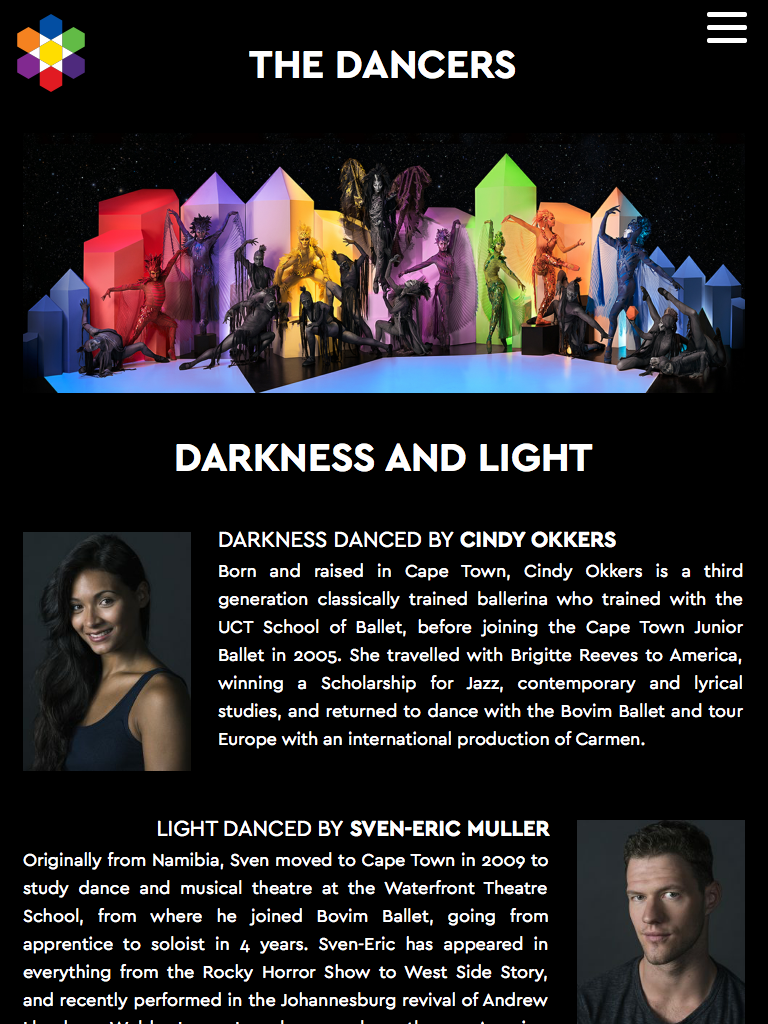 THE DANCERS
DARKNESS AND LIGHT
DARKNESS DANCED BY CINDY OKKERS
Born and raised in Cape Town, Cindy Okkers is a third
generation classically trained ballerina who trained with the
UCT School of Ballet, before joining the Cape Town Junior
Ballet in 2005. She travelled with Brigitte Reeves to America,
winning a Scholarship for Jazz, contemporary and lyrical
studies, and returned to dance with the Bovim Ballet and tour
Europe with an international production of Carmen.
LIGHT DANCED BY SVEN-ERIC MULLER
Originally from Namibia, Sven moved to Cape Town in 2009 to
study dance and musical theatre at the Waterfront Theatre
School, from where he joined Bovim Ballet, going from
apprentice to soloist in 4 years. Sven-Eric has appeared in
everything from the Rocky Horror Show to West Side Story,
and recently performed in the Johannesburg revival of Andrew